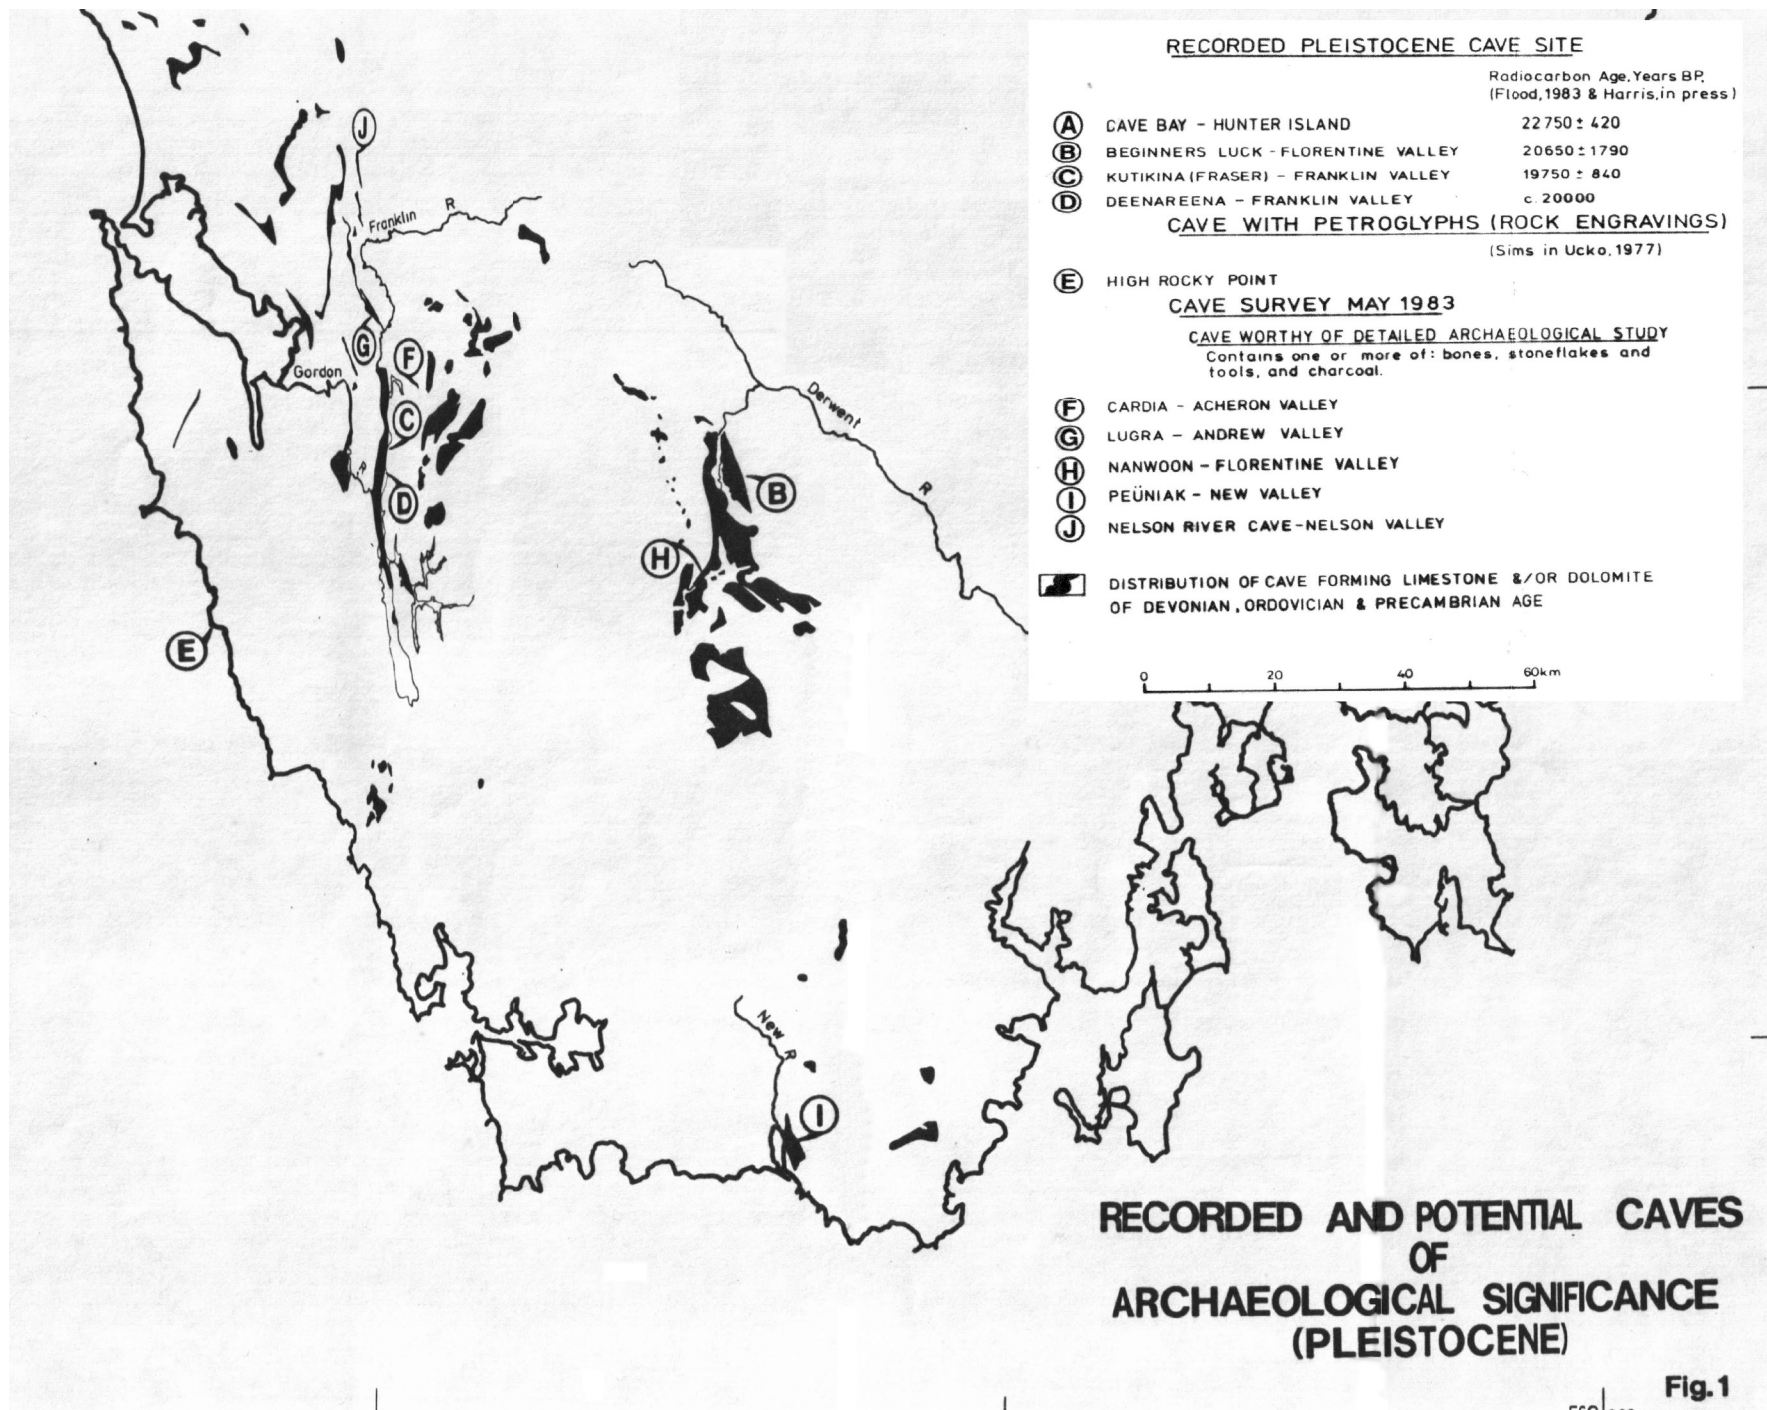 RECORDED PLEISTOCENE CAVE SITE
Radiocarbon Age, Years BP,
(Flood, 1983 & Harris, in press)
A CAVE BAY - HUNTER ISLAND 22750 ± 420
B BEGINNERS LUCK - FLORENTINE VALLEY 20650 ± 1790
C KUTIKINA (FRASER) - FRANKLIN VALLEY 19750 ± 840
D DEENAREENA - FRANKLIN VALLEY c. 20000
CAVE WITH PETROGLYPHS (ROCK ENGRAVINGS)
(Sims in Ucko, 1977)
E HIGH ROCKY POINT
CAVE SURVEY MAY 1983
CAVE WORTHY OF DETAILED ARCHAEOLOGICAL STUDY
Contains one or more of: bones, stoneflakes and
tools, and charcoal.
F CARDIA - ACHERON VALLEY
G LUGRA - ANDREW VALLEY
H NANWOON - FLORENTINE VALLEY
I PEÜNIAK - NEW VALLEY
J NELSON RIVER CAVE - NELSON VALLEY
DISTRIBUTION OF CAVE FORMING LIMESTONE &/OR DOLOMITE
OF DEVONIAN, ORDOVICIAN & PRECAMBRIAN AGE
0 20 40 60km
J
Franklin R
G
F
Gordon
C
R
D
Derwent
R
B
H
E
New R
I
RECORDED AND POTENTIAL CAVES
OF
ARCHAEOLOGICAL SIGNIFICANCE
(PLEISTOCENE)
Fig. 1